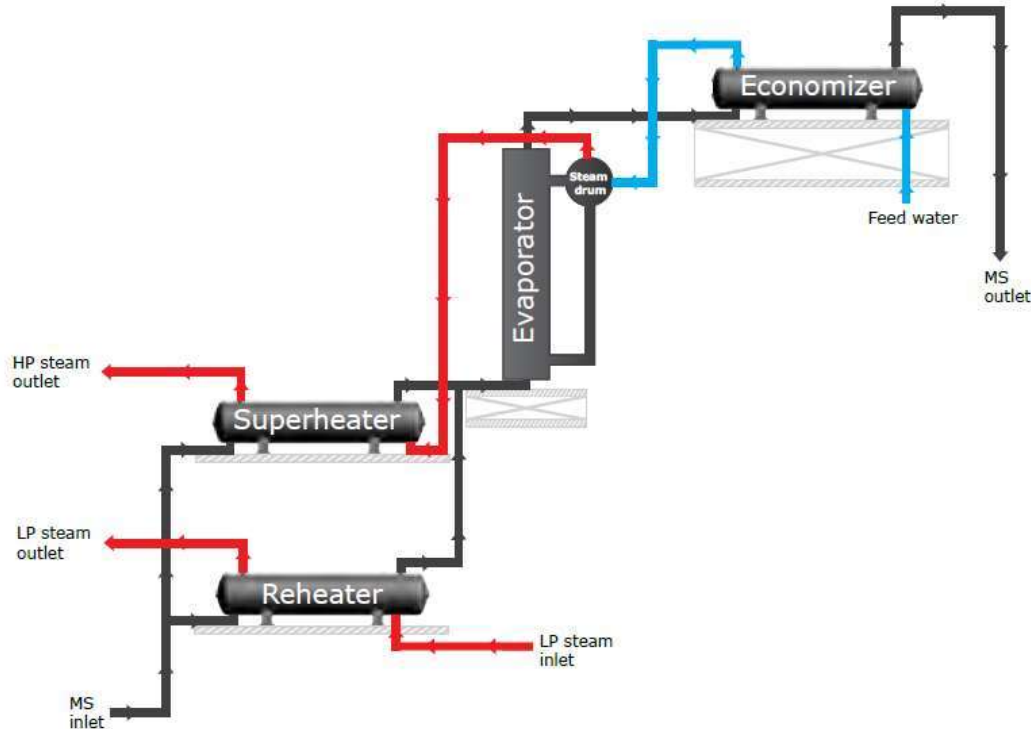 Economizer
Steam
drum
Feed water
Evaporator
MS
outlet
HP steam
outlet
Superheater
LP steam
outlet
Reheater
LP steam
inlet
MS
inlet